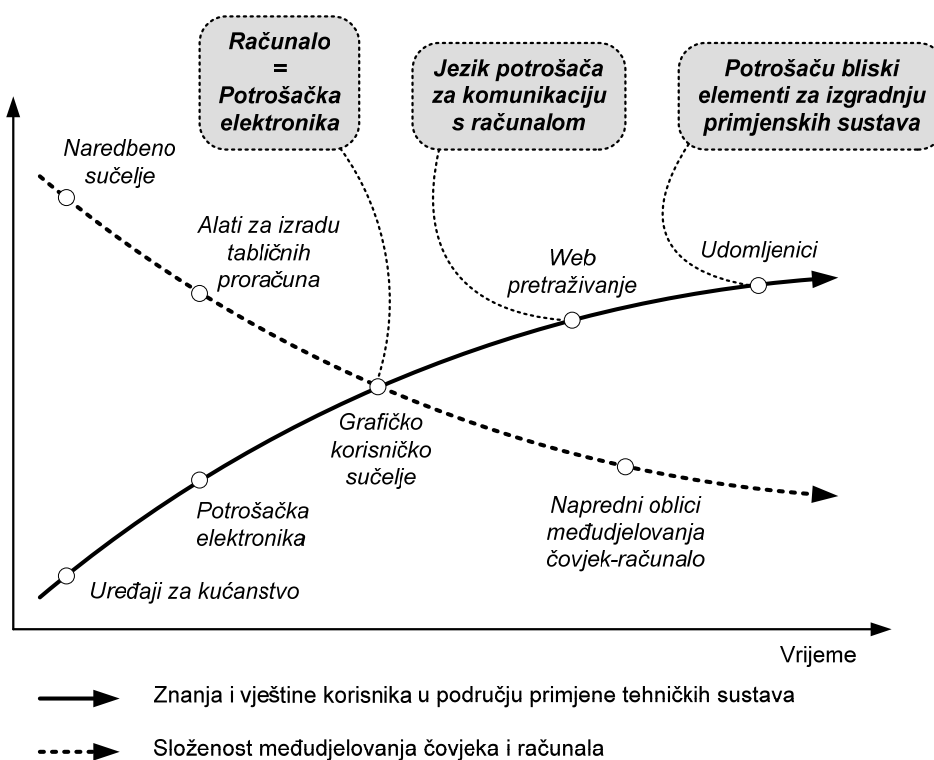 Računalo
=
Potrošačka
elektronika
Jezik potrošača
za komunikaciju
s računalom
Potrošaču bliski
elementi za izgradnju
primjenskih sustava
Naredbeno
sučelje
Alati za izradu
tabličnih
proračuna
Web
pretraživanje
Udomljenici
Grafičko
korisničko
sučelje
Potrošačka
elektronika
Napredni oblici
međudjelovanja
čovjek-računalo
Uređaji za kućanstvo
Vrijeme
Znanja i vještine korisnika u području primjene tehničkih sustava
Složenost međudjelovanja čovjeka i računala